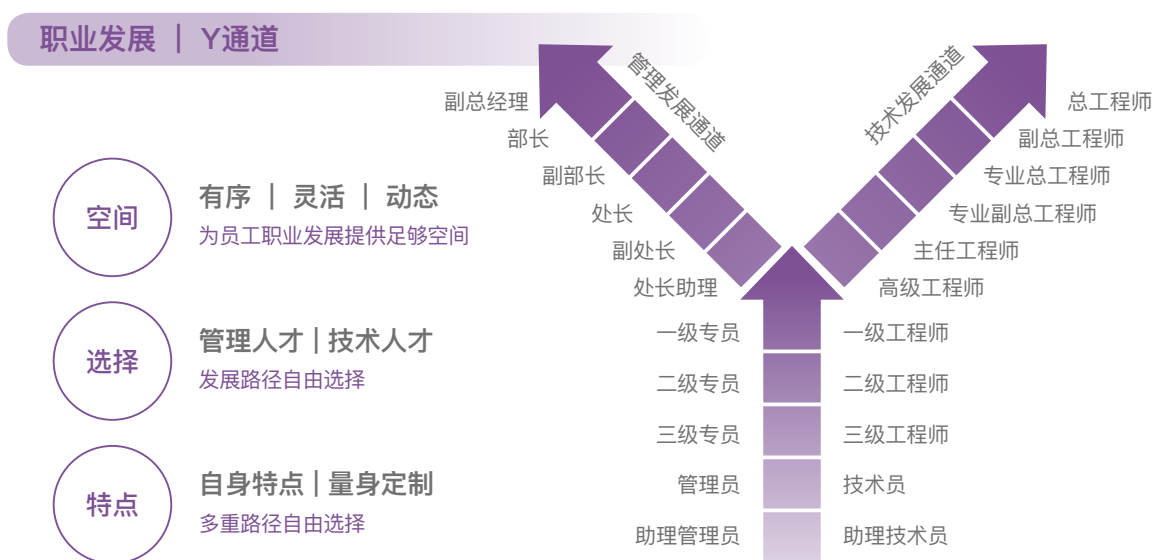 职业发展 | Y通道
空间
有序 | 灵活 | 动态
为员工职业发展提供足够空间
选择
管理人才 | 技术人才
发展路径自由选择
特点
自身特点 | 量身定制
多重路径自由选择
管理发展通道
副总经理
部长
副部长
处长
副处长
处长助理
一级专员
二级专员
三级专员
管理员
助理管理员
技术发展通道
总工程师
副总工程师
专业总工程师
专业副总工程师
主任工程师
高级工程师
一级工程师
二级工程师
三级工程师
技术员
助理技术员